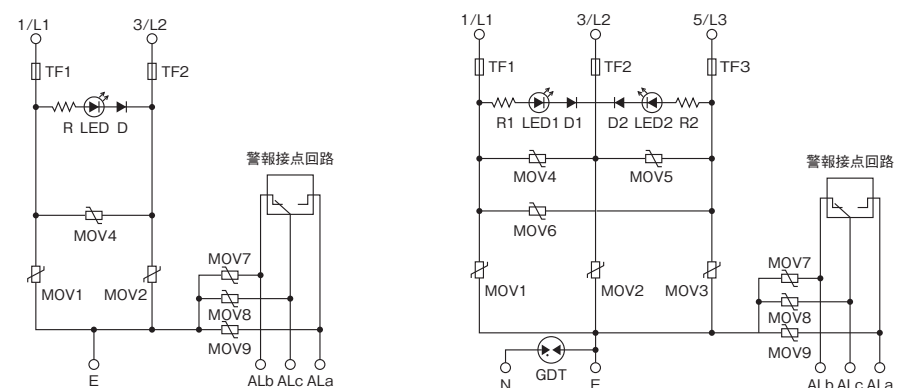 1/L1 3/L2
TF1 TF2
R LED D
警報接点回路
MOV4
MOV7
MOV1 MOV2
MOV8
MOV9
E ALb ALc ALa
1/L1 3/L2 5/L3
TF1 TF2 TF3
R1 LED1 D1 D2 LED2 R2
警報接点回路
MOV4 MOV5
MOV6
MOV7
MOV1 MOV2 MOV3
MOV8
MOV9
N GDT E ALb ALc ALa